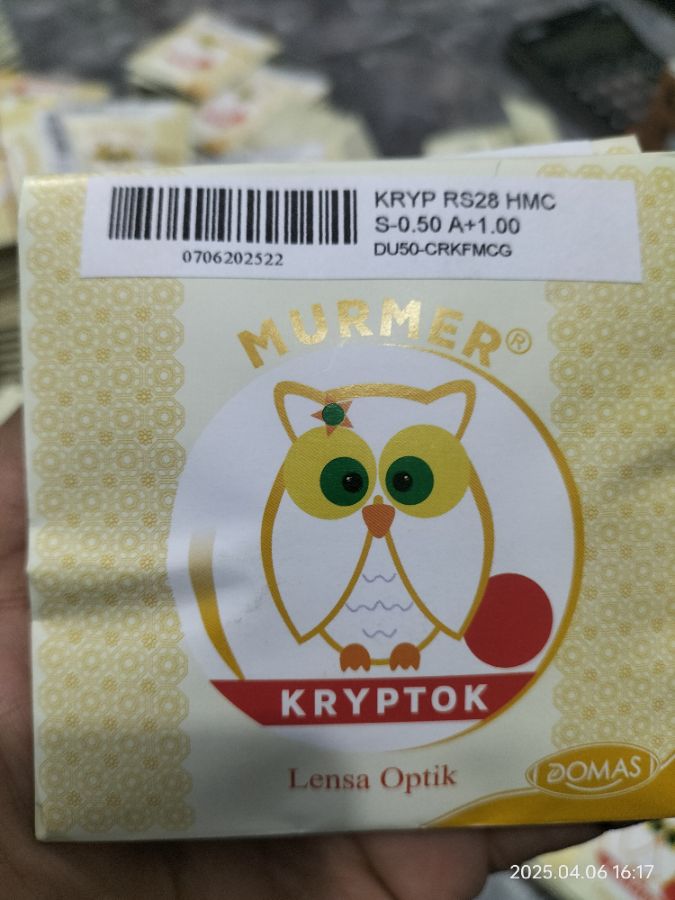 KRYP RS28 HMC
S-0.50 A+1.00
DU50-CRKFMCG
0706202522
MURMER®
KRYPTOK
Lensa Optik
DOMAS
2025.04.06 16:17